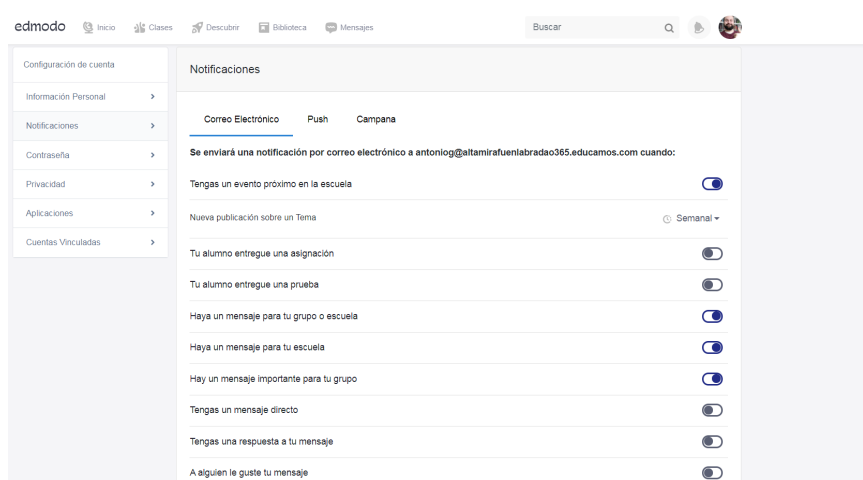 edmodo Inicio Clases Descubrir Biblioteca Mensajes Buscar
Configuración de cuenta
Información Personal
Notificaciones
Contraseña
Privacidad
Aplicaciones
Cuentas Vinculadas
Notificaciones
Correo Electrónico Push Campana
Se enviará una notificación por correo electrónico a antoniog@altamirafuenlabradao365.educamos.com cuando:
Tengas un evento próximo en la escuela
Nueva publicación sobre un Tema Semanal
Tu alumno entregue una asignación
Tu alumno entregue una prueba
Haya un mensaje para tu grupo o escuela
Haya un mensaje para tu escuela
Hay un mensaje importante para tu grupo
Tengas un mensaje directo
Tengas una respuesta a tu mensaje
A alguien le guste tu mensaje